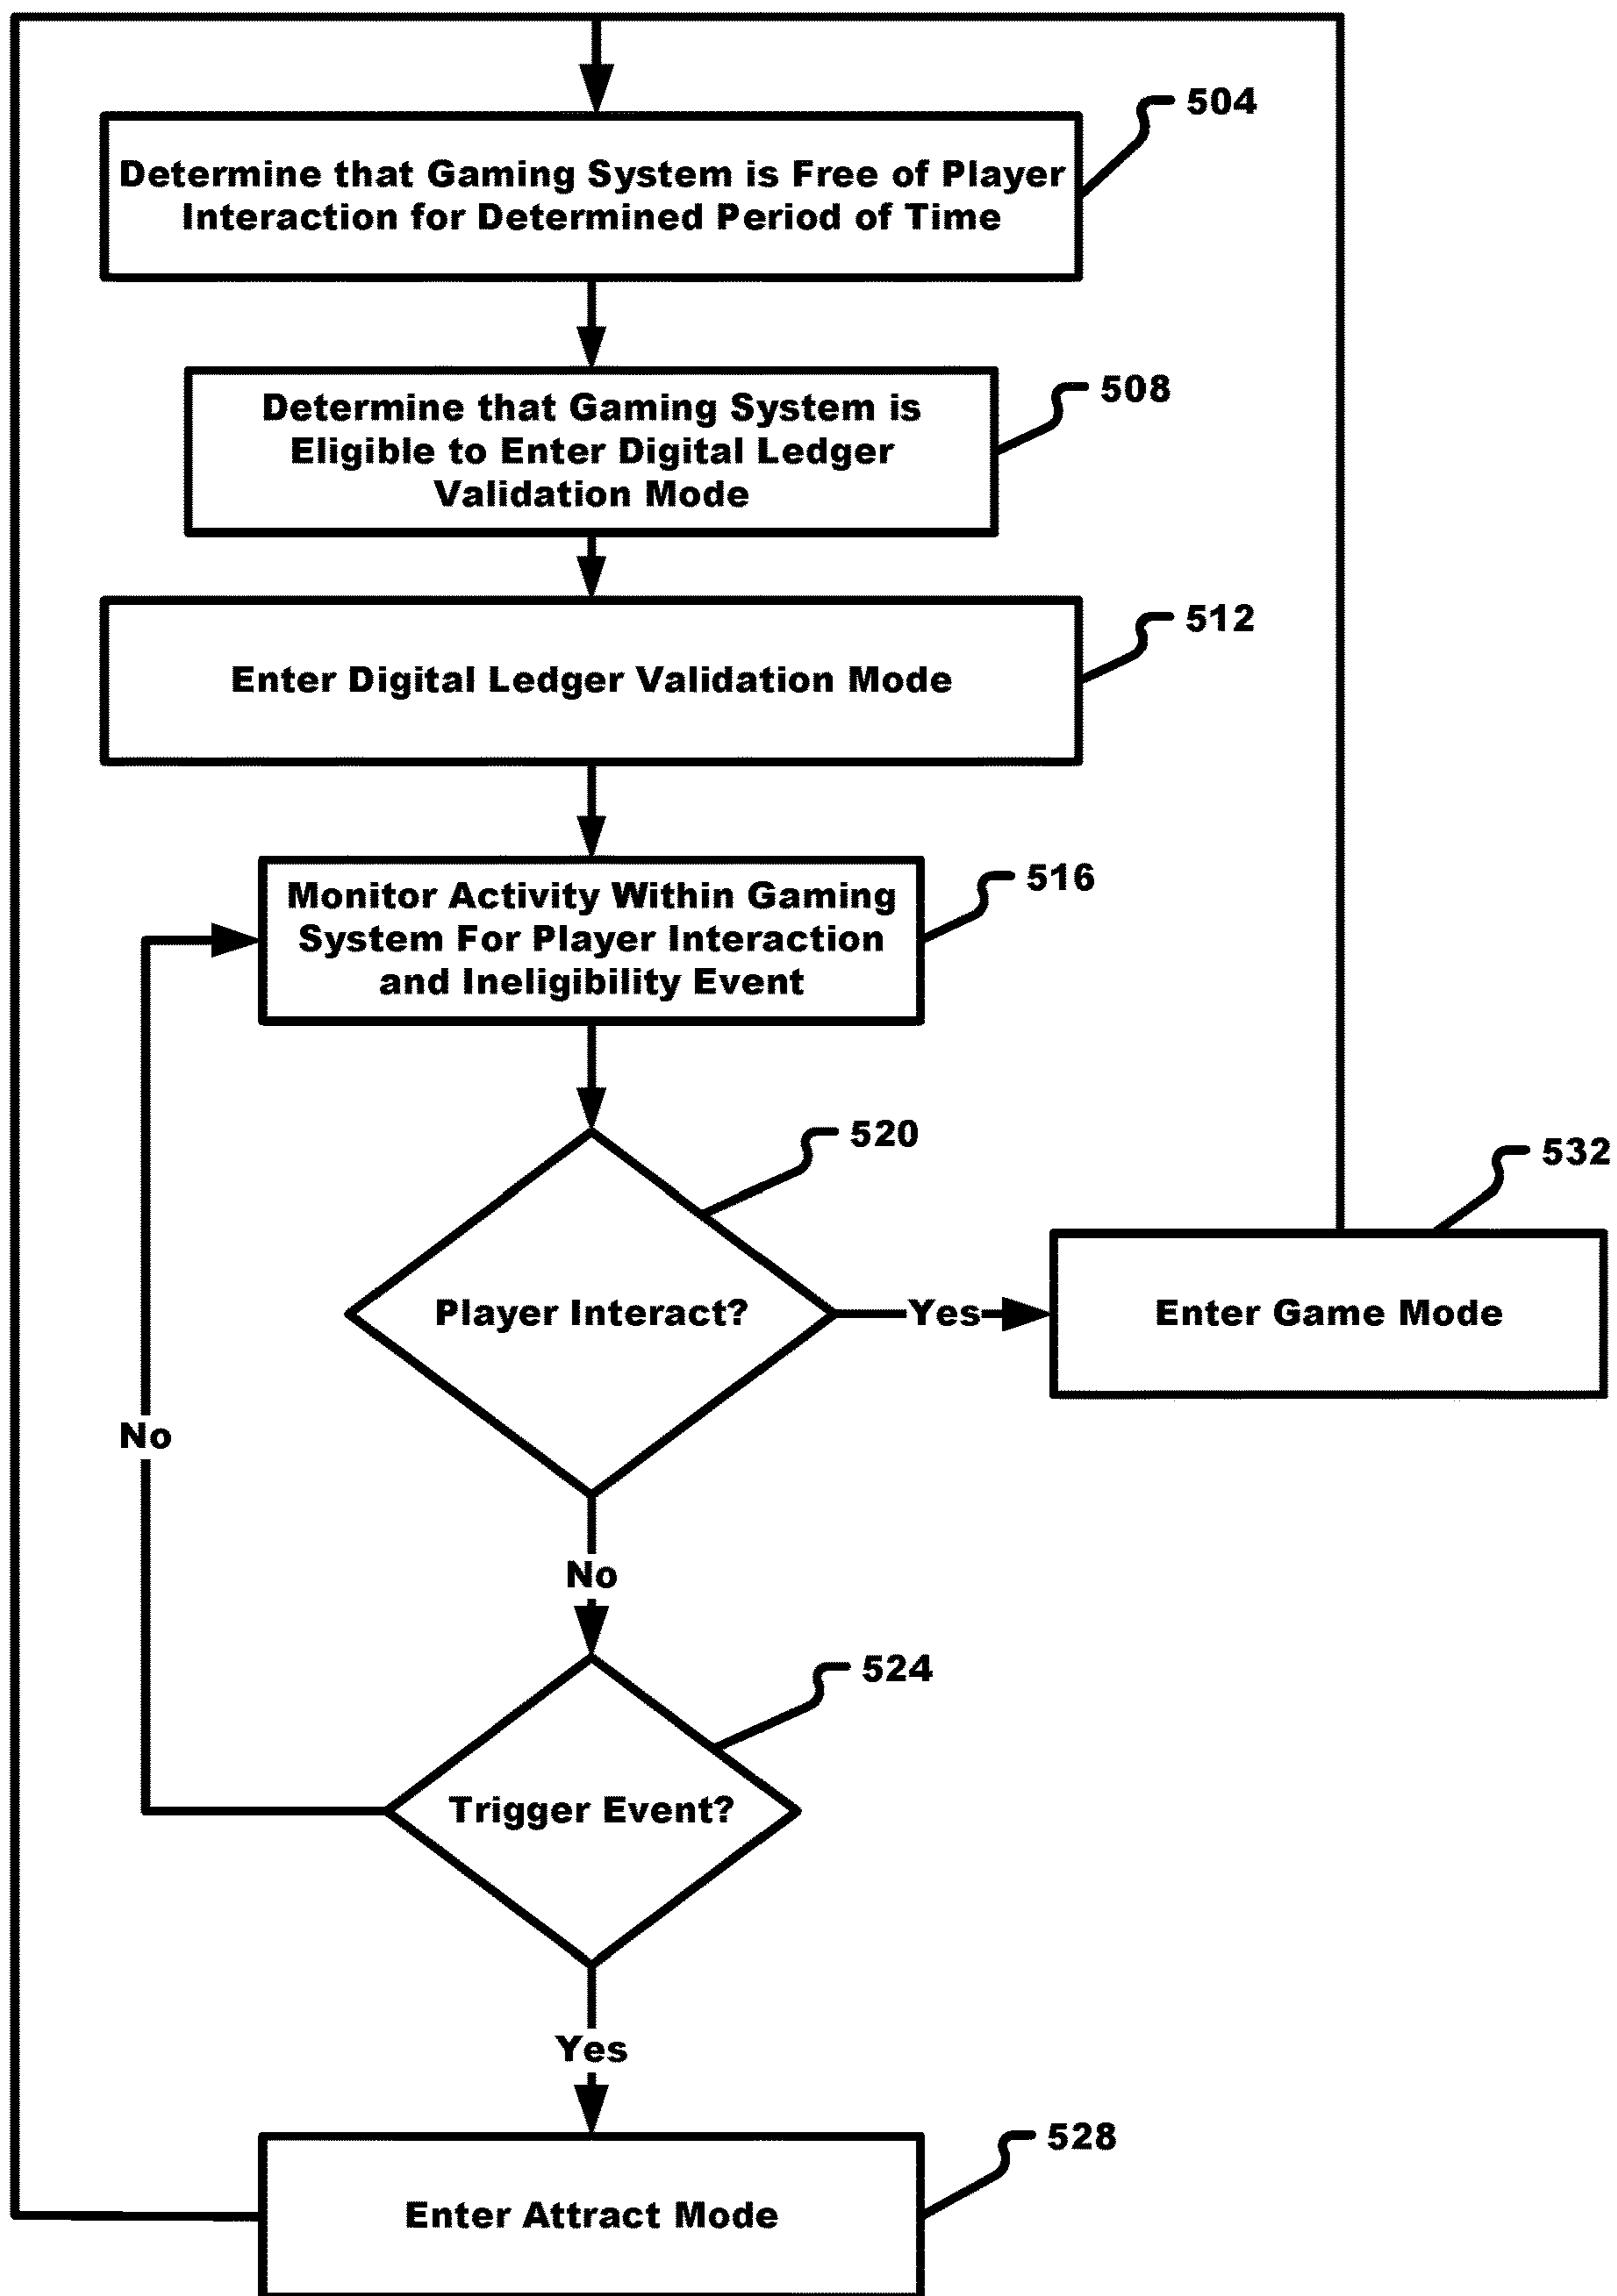 504
Determine that Gaming System is Free of Player
Interaction for Determined Period of Time
508
Determine that Gaming System is
Eligible to Enter Digital Ledger
Validation Mode
512
Enter Digital Ledger Validation Mode
516
Monitor Activity Within Gaming
System For Player Interaction
and Ineligibility Event
520
532
Player Interact?
Yes
Enter Game Mode
No
No
524
Trigger Event?
Yes
528
Enter Attract Mode